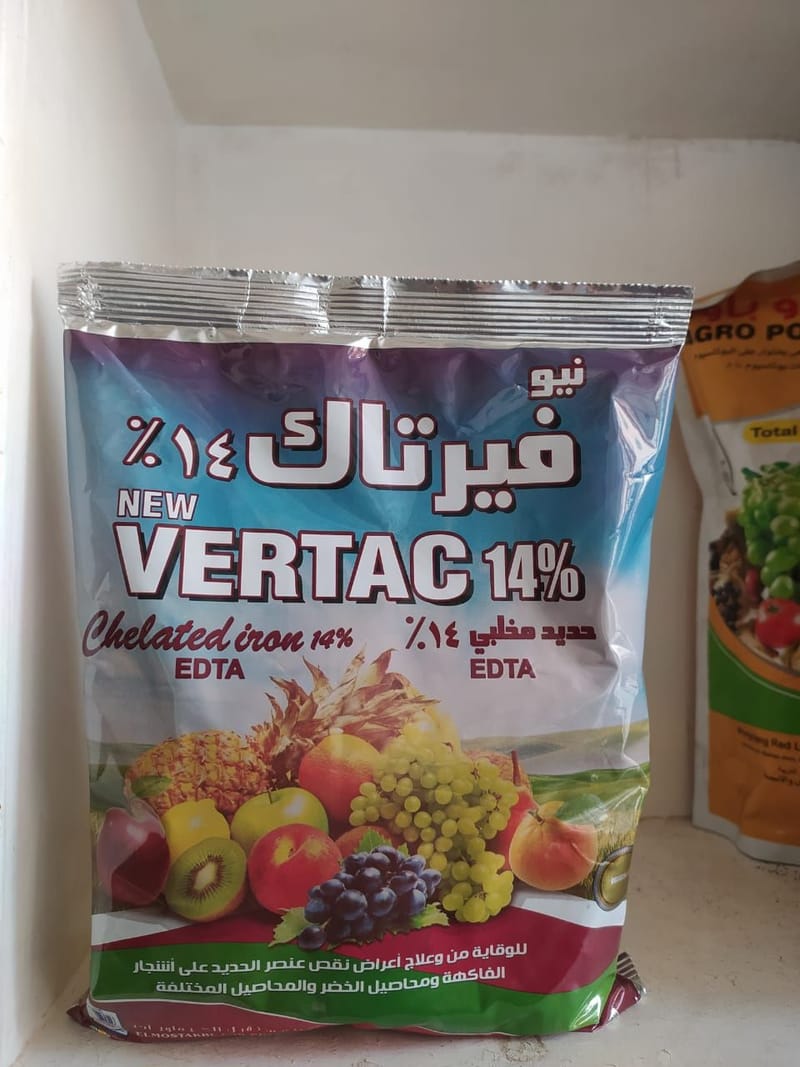 نيو
فيرتاك ١٤٪
NEW
VERTAC 14%
Chelated iron 14%
EDTA
حديد مخلبي ١٤٪
EDTA
للوقاية من وعلاج أعراض نقص عنصر الحديد على أشجار
الفاكهة ومحاصيل الخضر والمحاصيل المختلفة
AGRO
Total